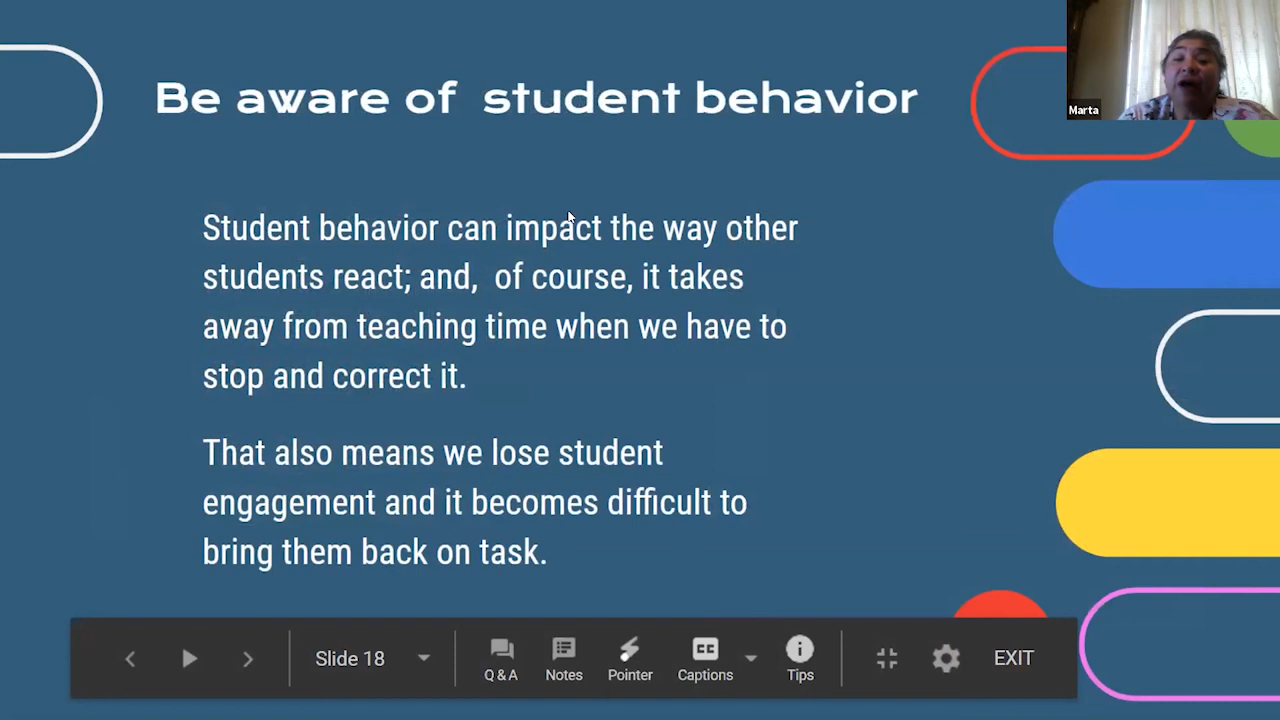 Be aware of  student behavior
Marta
Student behavior can impact the way other
students react; and,  of course, it takes
away from teaching time when we have to
stop and correct it.
That also means we lose student
engagement and it becomes difficult to
bring them back on task.
Slide 18
Q & A
Notes
Pointer
CC
Captions
Tips
EXIT